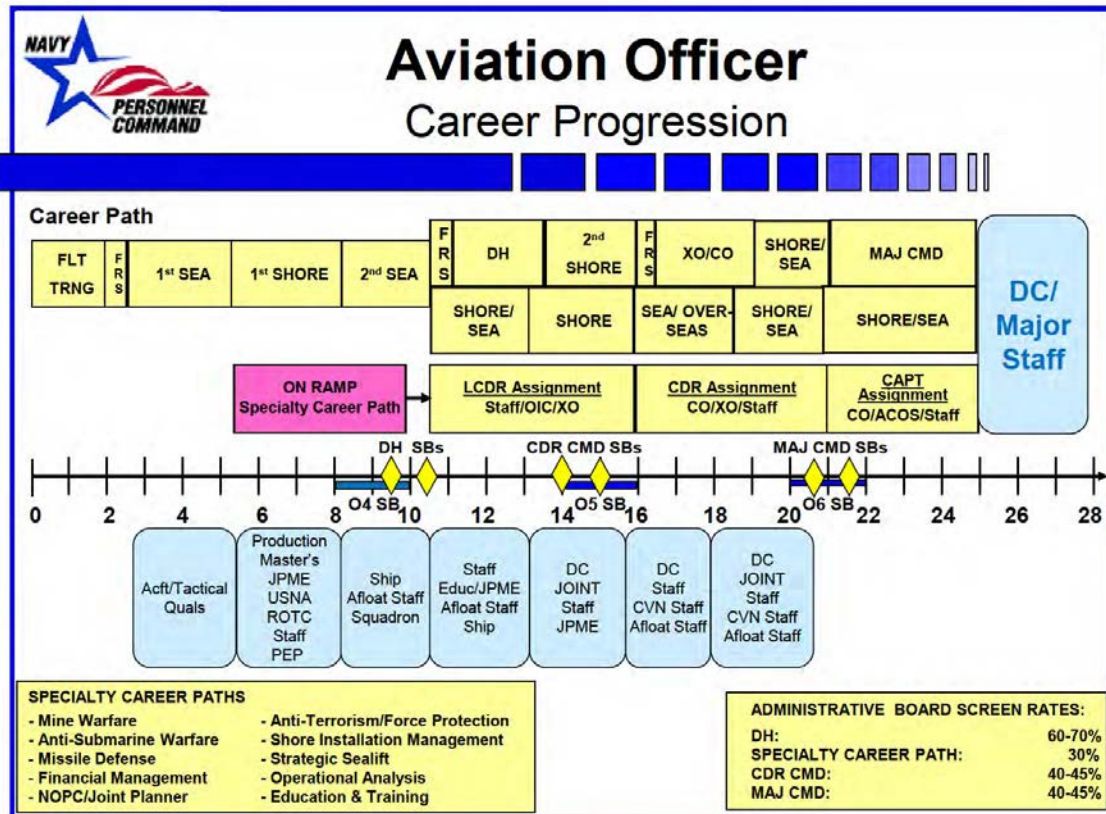 NAVY
PERSONNEL
COMMAND
Aviation Officer
Career Progression
Career Path
FLT
TRNG
F
R
S
1st SEA
1st SHORE
2nd SEA
F
R
S
DH
2nd
SHORE
F
R
S
XO/CO
SHORE/
SEA
MAJ CMD
SHORE/
SEA
SHORE
SEA/ OVER-
SEAS
SHORE/
SEA
SHORE/SEA
DC/
Major
Staff
ON RAMP
Specialty Career Path
LCDR Assignment
Staff/OIC/XO
CDR Assignment
CO/XO/Staff
CAPT
Assignment
CO/ACOS/Staff
DH SBs
CDR CMD SBs
MAJ CMD SBs
O4 SB
O5 SB
O6 SB
0 2 4 6 8 10 12 14 16 18 20 22 24 26 28
Acft/Tactical
Quals
Production
Master's
JPME
USNA
ROTC
Staff
PEP
Ship
Afloat Staff
Squadron
Staff
Educ/JPME
Afloat Staff
Ship
DC
JOINT
Staff
JPME
DC
Staff
CVN Staff
Afloat Staff
DC
JOINT
Staff
CVN Staff
Afloat Staff
SPECIALTY CAREER PATHS
- Mine Warfare
- Anti-Submarine Warfare
- Missile Defense
- Financial Management
- NOPC/Joint Planner
- Anti-Terrorism/Force Protection
- Shore Installation Management
- Strategic Sealift
- Operational Analysis
- Education & Training
ADMINISTRATIVE BOARD SCREEN RATES:
DH: 60-70%
SPECIALTY CAREER PATH: 30%
CDR CMD: 40-45%
MAJ CMD: 40-45%